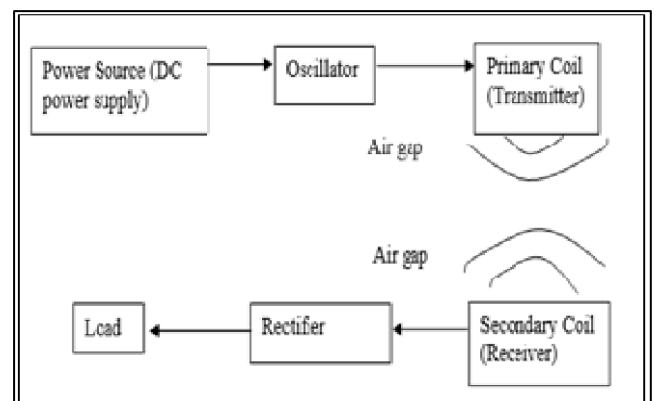 Power Source (DC
power supply)
Oscillator
Primary Coil
(Transmitter)
Air gap
Air gap
Load
Rectifier
Secondary Coil
(Receiver)